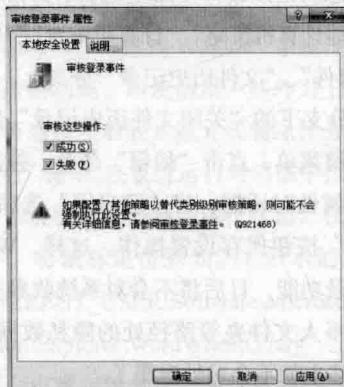 审核登录事件 属性
本地安全设置 说明
审核登录事件
审核这些操作:
成功(S)
失败(F)
如果配置了其他策略以替代类别级别审核策略，则可能不会
强制执行此设置。
有关详细信息，请参阅审核登录事件。 (Q921468)
确定 取消 应用(A)